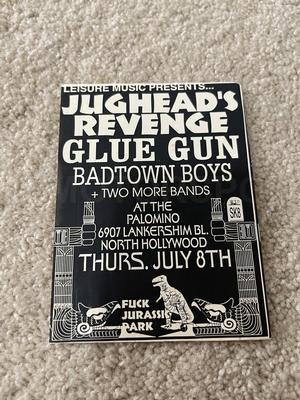 LEISURE MUSIC PRESENTS...
JUGHEAD'S
REVENGE
GLUE GUN
BADTOWN BOYS
+ TWO MORE BANDS
AT THE
PALOMINO
6907 LANKERSHIM BL.
NORTH HOLLYWOOD
THURS. JULY 8TH
SK8
FUCK
JURASSIC
PARK